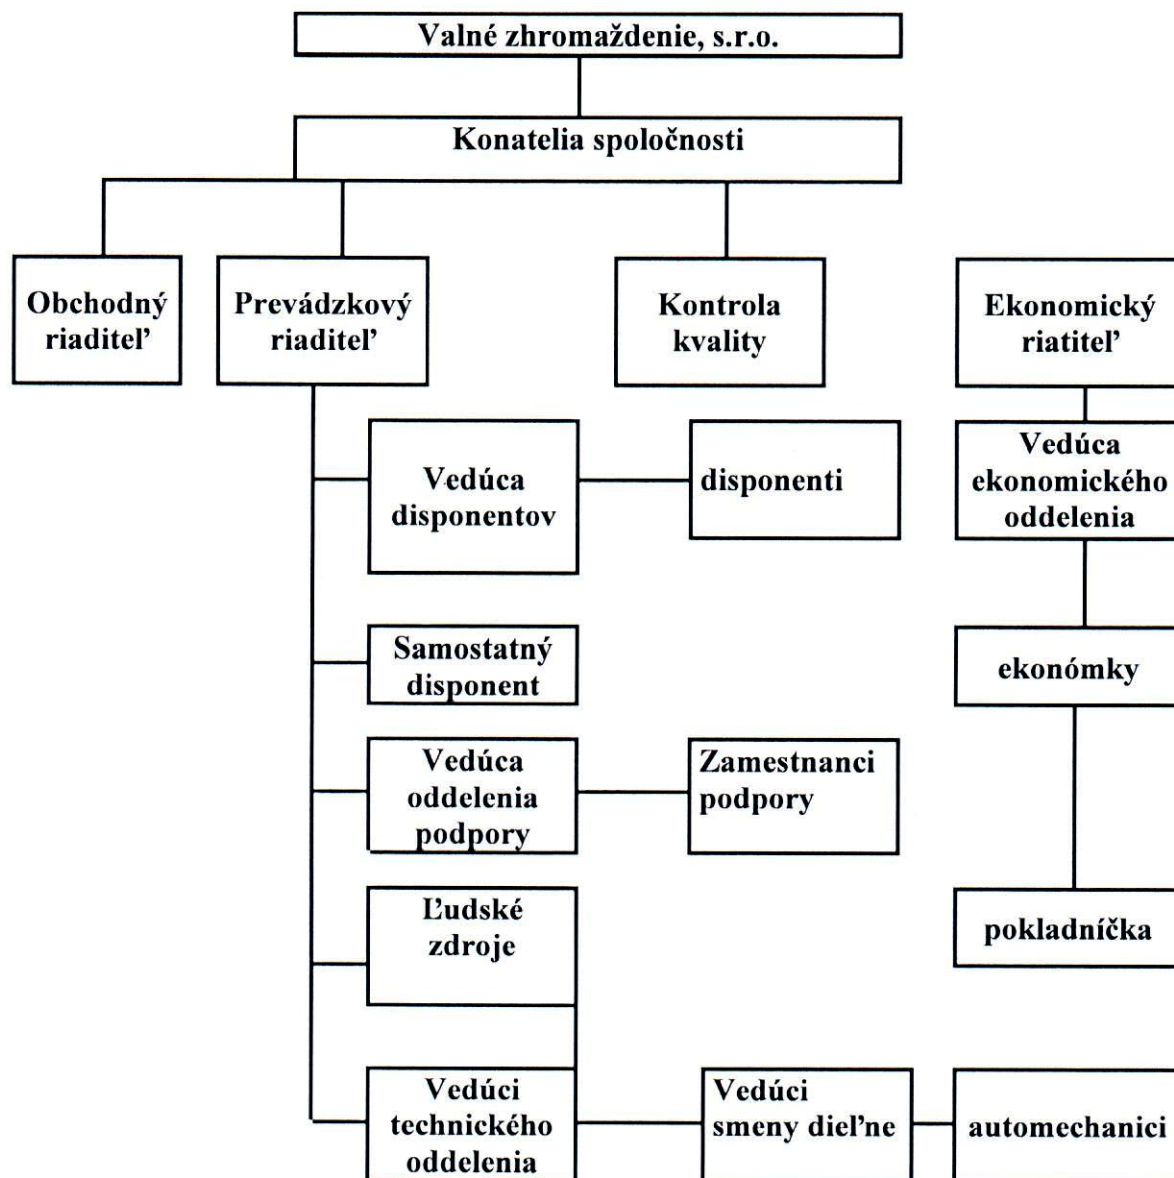 Valné zhromaždenie, s.r.o.
Konatelia spoločnosti
Obchodný
riaditeľ
Prevádzkový
riaditeľ
Kontrola
kvality
Ekonomický
riatiteľ
Vedúca
disponentov
disponenti
Vedúca
ekonomického
oddelenia
Samostatný
disponent
ekonómky
Vedúca
oddelenia
podpory
Zamestnanci
podpory
Ľudské
zdroje
pokladníčka
Vedúci
technického
oddelenia
Vedúci
smeny dieľne
automechanici